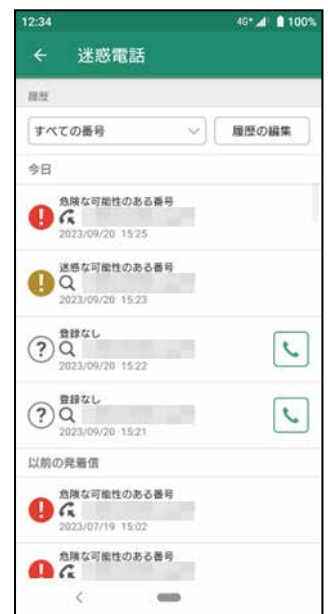 12:34
4G+ 100%
迷惑電話
履歴
すべての番号
履歴の編集
今日
危険な可能性のある番号
2023/09/20 15:25
迷惑な可能性のある番号
2023/09/20 15:23
登録なし
2023/09/20 15:22
登録なし
2023/09/20 15:21
以前の発着信
危険な可能性のある番号
2023/07/19 15:02
危険な可能性のある番号